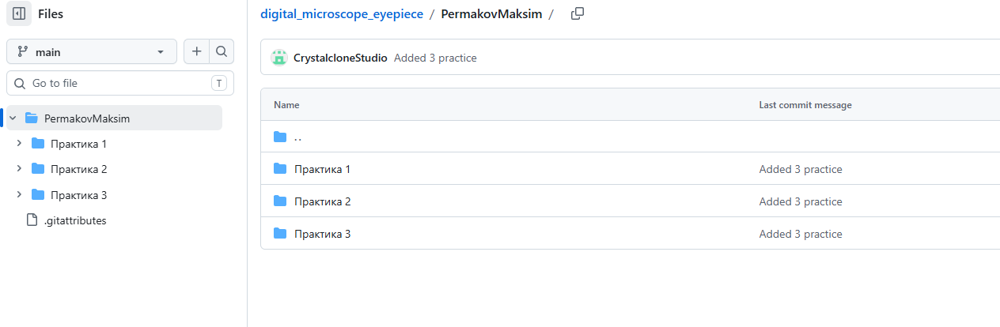 Files
main
Go to file
T
PermakovMaksim
Практика 1
Практика 2
Практика 3
.gitattributes
digital_microscope_eyepiece / PermakovMaksim /
CrystalcloneStudio Added 3 practice
Name Last commit message
..
Практика 1 Added 3 practice
Практика 2 Added 3 practice
Практика 3 Added 3 practice